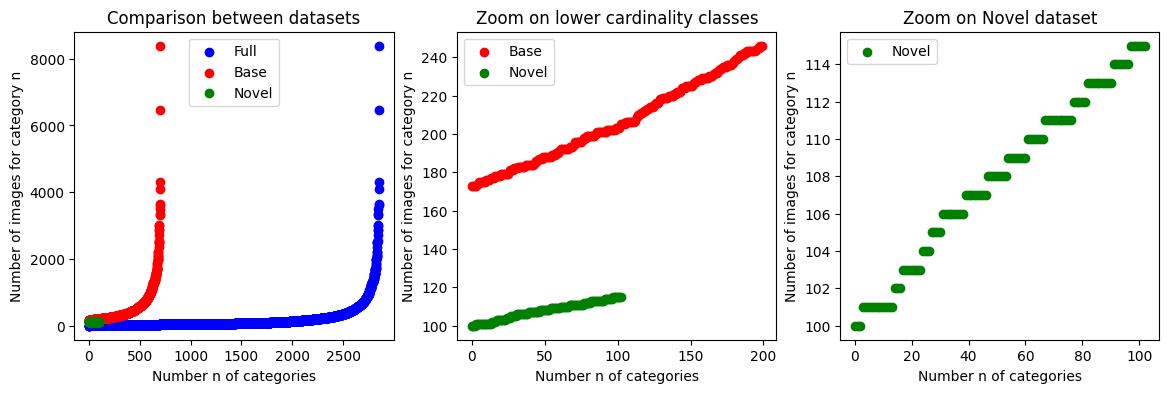 Comparison between datasets
Number of images for category n
8000
6000
4000
2000
0
Full
Base
Novel
0
500
1000
1500
2000
2500
Number n of categories
Zoom on lower cardinality classes
Number of images for category n
240
220
200
180
160
140
120
100
Base
Novel
0
50
100
150
200
Number n of categories
Zoom on Novel dataset
Number of images for category n
114
112
110
108
106
104
102
100
Novel
0
20
40
60
80
100
Number n of categories